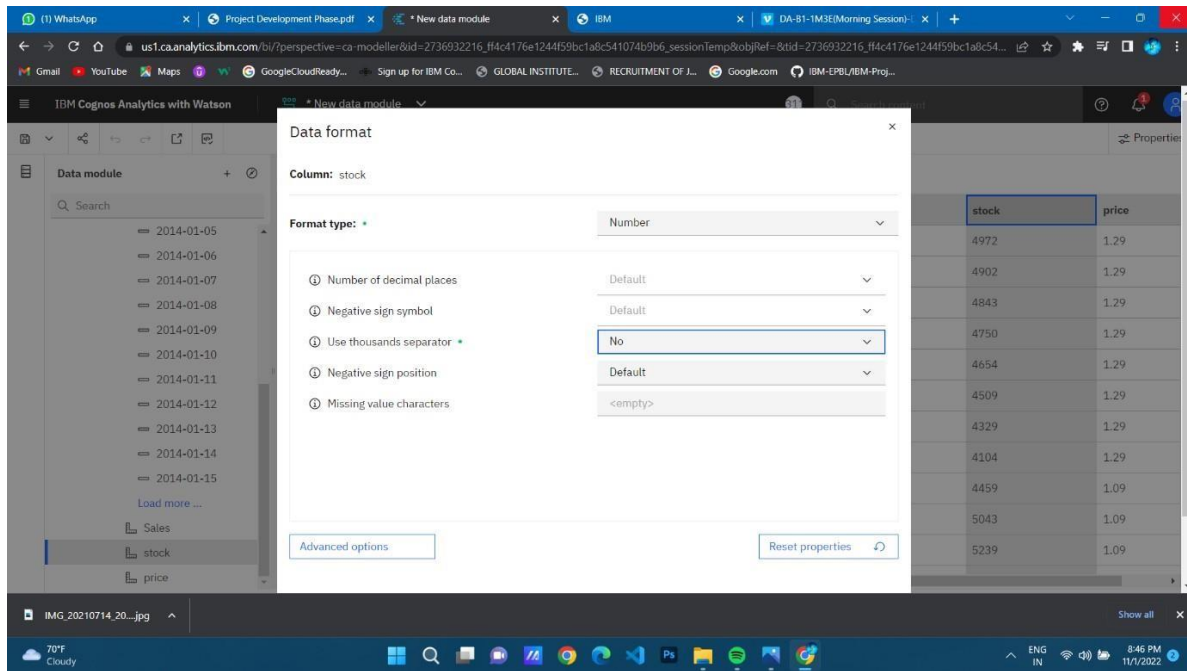 (1) WhatsApp
Project Development Phase.pdf
* New data module
IBM
DA-B1-1M3E(Morning Session)-I
us1.ca.analytics.ibm.com/bi/?perspective=ca-modeller&id=2736932216_ff4c4176e1244f59bc1a8c541074b9b6_sessionTemp&objRef=&tid=2736932216_ff4c4176e1244f59bc1a8c54...
Gmail YouTube Maps GoogleCloudReady... Sign up for IBM Co... GLOBAL INSTITUTE... RECRUITMENT OF J... Google.com IBM-EPBL/IBM-Proj...
IBM Cognos Analytics with Watson
* New data module
Search content
Data format
Propertie
Data module
Column: stock
Search
Format type:
Number
stock price
2014-01-05
2014-01-06
2014-01-07
2014-01-08
2014-01-09
2014-01-10
2014-01-11
2014-01-12
2014-01-13
2014-01-14
2014-01-15
Load more ...
Sales
stock
price
Number of decimal places Default
Negative sign symbol Default
Use thousands separator No
Negative sign position Default
Missing value characters <empty>
Advanced options
Reset properties
4972 1.29
4902 1.29
4843 1.29
4750 1.29
4654 1.29
4509 1.29
4329 1.29
4104 1.29
4459 1.09
5043 1.09
5239 1.09
IMG_20210714_20....jpg
Show all
70°F
Cloudy
ENG
IN
8:46 PM
11/1/2022
2